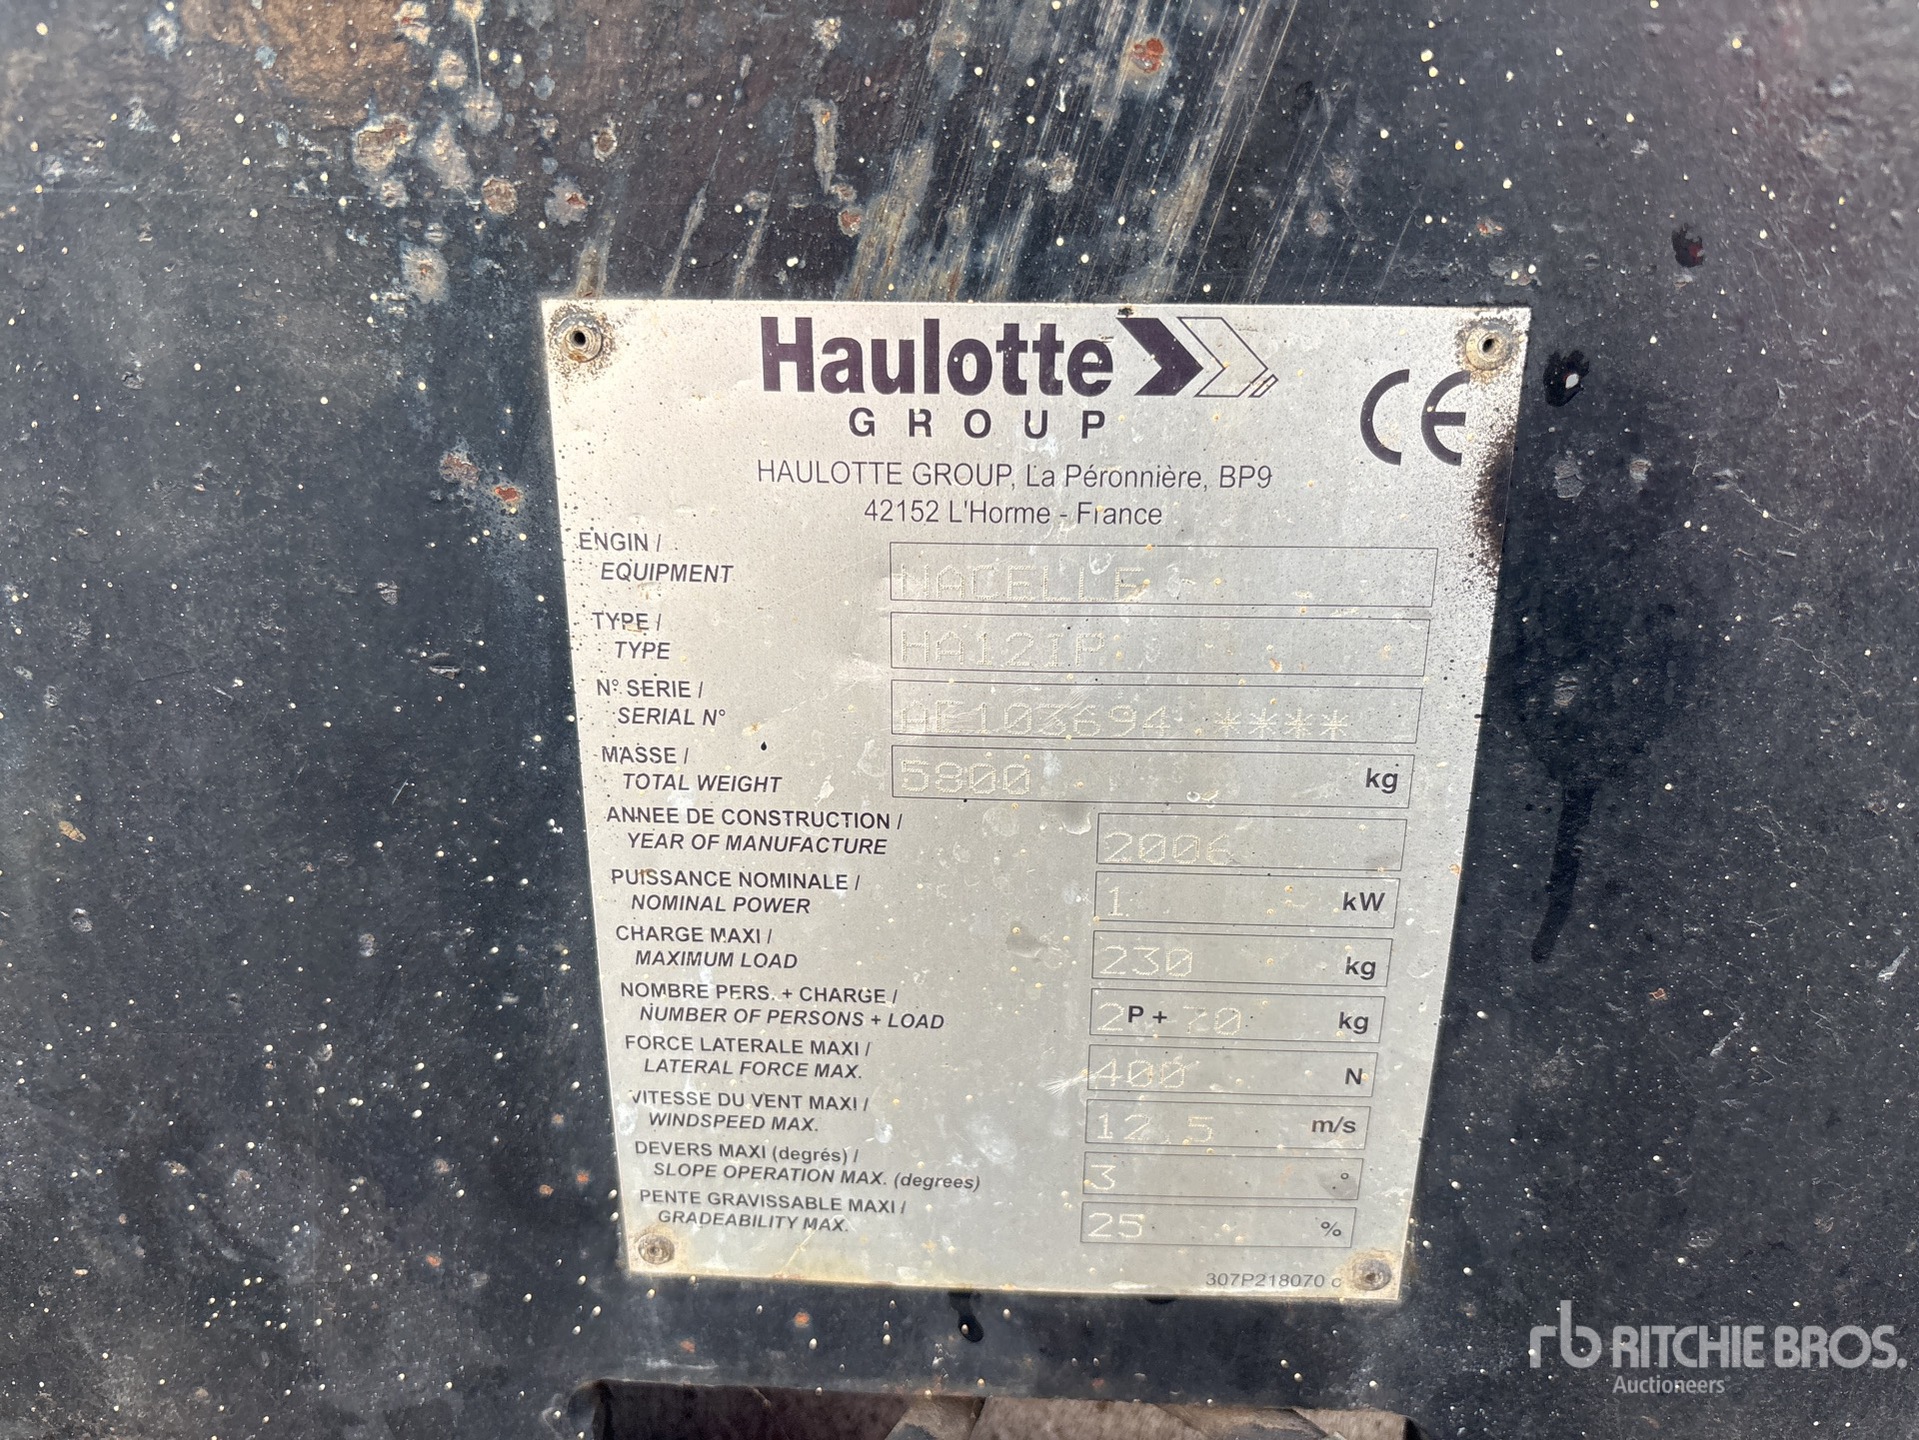 Haulotte
GROUP
CE
HAULOTTE GROUP, La Péronnière, BP9
42152 L'Horme - France
ENGIN /
EQUIPMENT
NACELLE
TYPE /
TYPE
HA12IP
N° SERIE /
SERIAL N°
AE103694 ****
MASSE /
TOTAL WEIGHT
5800 kg
ANNEE DE CONSTRUCTION /
YEAR OF MANUFACTURE
2006
PUISSANCE NOMINALE /
NOMINAL POWER
1 kW
CHARGE MAXI /
MAXIMUM LOAD
230 kg
NOMBRE PERS. + CHARGE /
NUMBER OF PERSONS + LOAD
2P + 70 kg
FORCE LATERALE MAXI /
LATERAL FORCE MAX.
400 N
VITESSE DU VENT MAXI /
WINDSPEED MAX.
12.5 m/s
DEVERS MAXI (degrés) /
SLOPE OPERATION MAX. (degrees)
3 °
PENTE GRAVISSABLE MAXI /
GRADEABILITY MAX.
25 %
307P218070 c
rb RITCHIE BROS.
Auctioneers